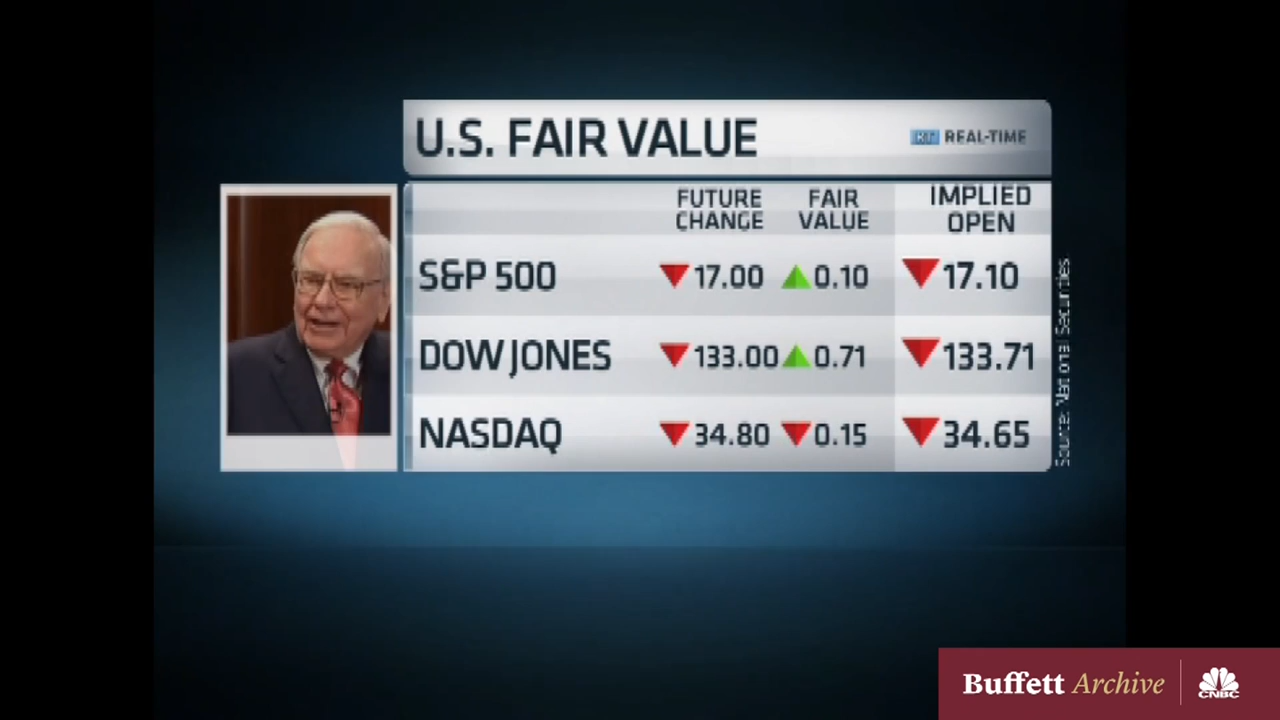 U.S. FAIR VALUE
RT REAL-TIME
FUTURE CHANGE FAIR VALUE IMPLIED OPEN
S&P 500 ▼17.00 ▲0.10 ▼17.10
DOW JONES ▼133.00 ▲0.71 ▼133.71
NASDAQ ▼34.80 ▼0.15 ▼34.65
Source: National Securities
Buffett Archive
CNBC